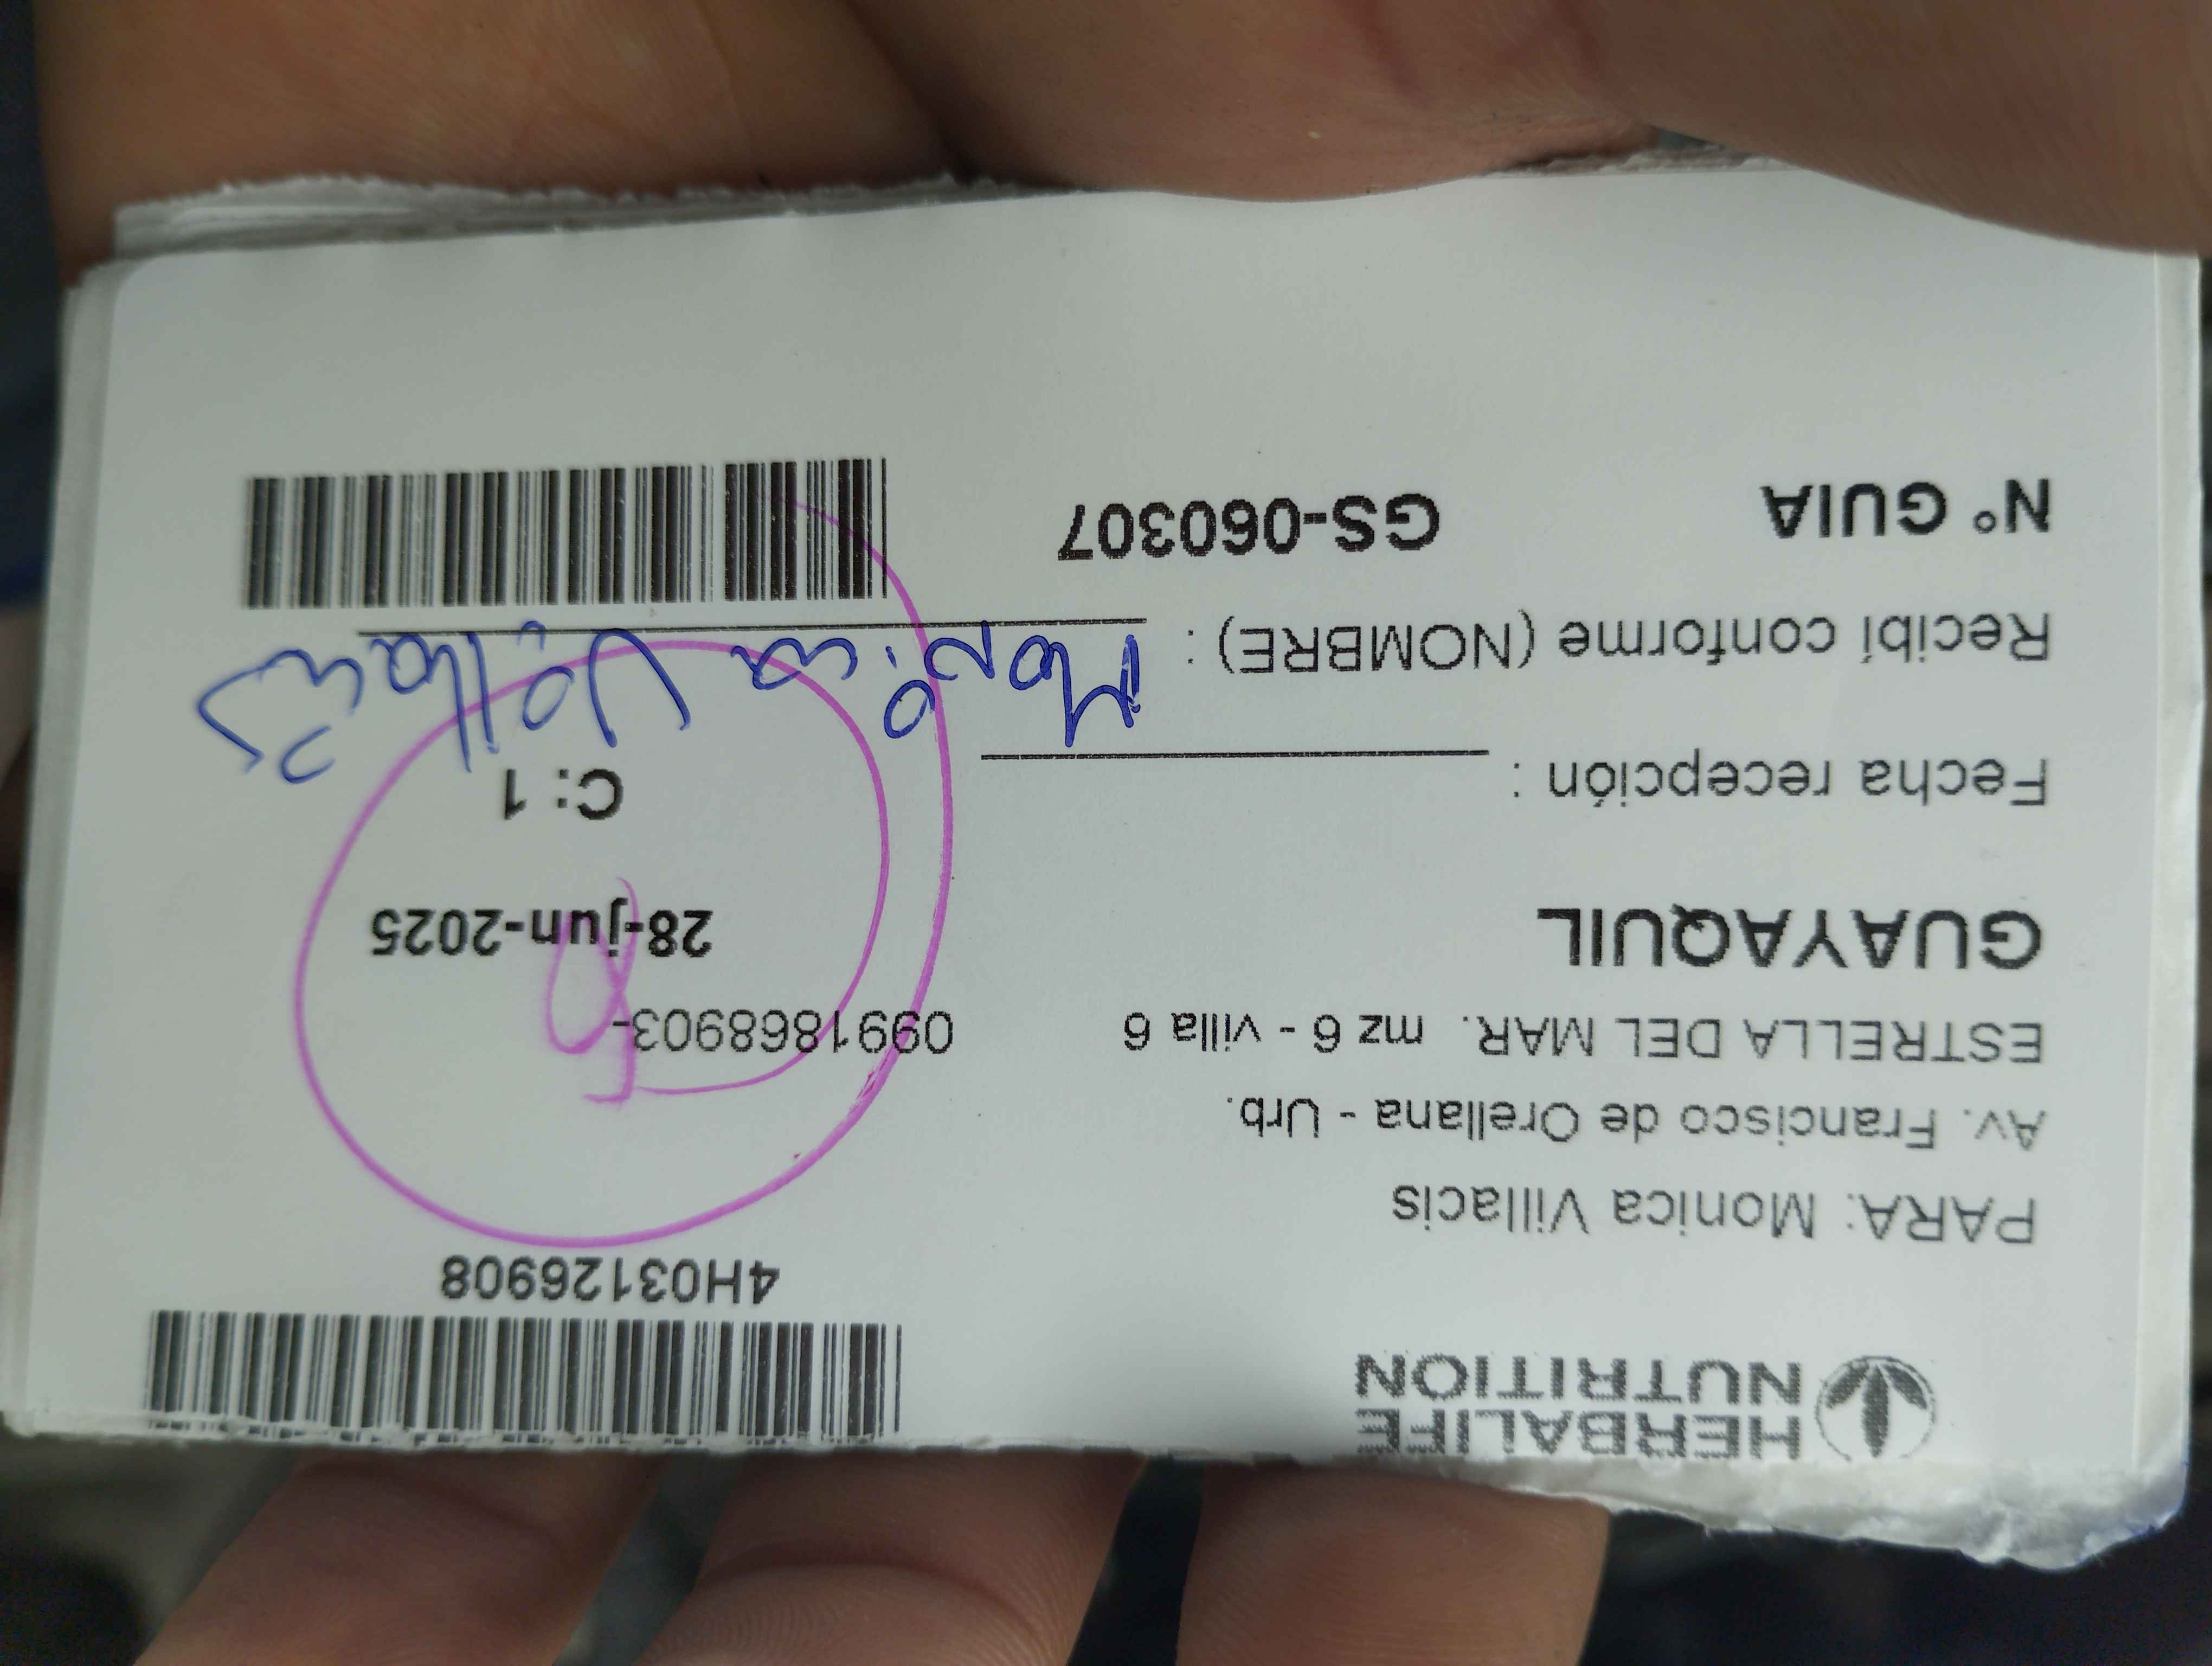 HERBALIFE
NUTRITION
4H03126908
PARA: Monica Villacis
Av. Francisco de Orellana - Urb.
ESTRELLA DEL MAR. mz 6 - villa 6
0991868903-
GUAYAQUIL
28-jun-2025
C: 1
Fecha recepción :
Recibí conforme (NOMBRE) : Monica Villacis
N° GUIA GS-060307